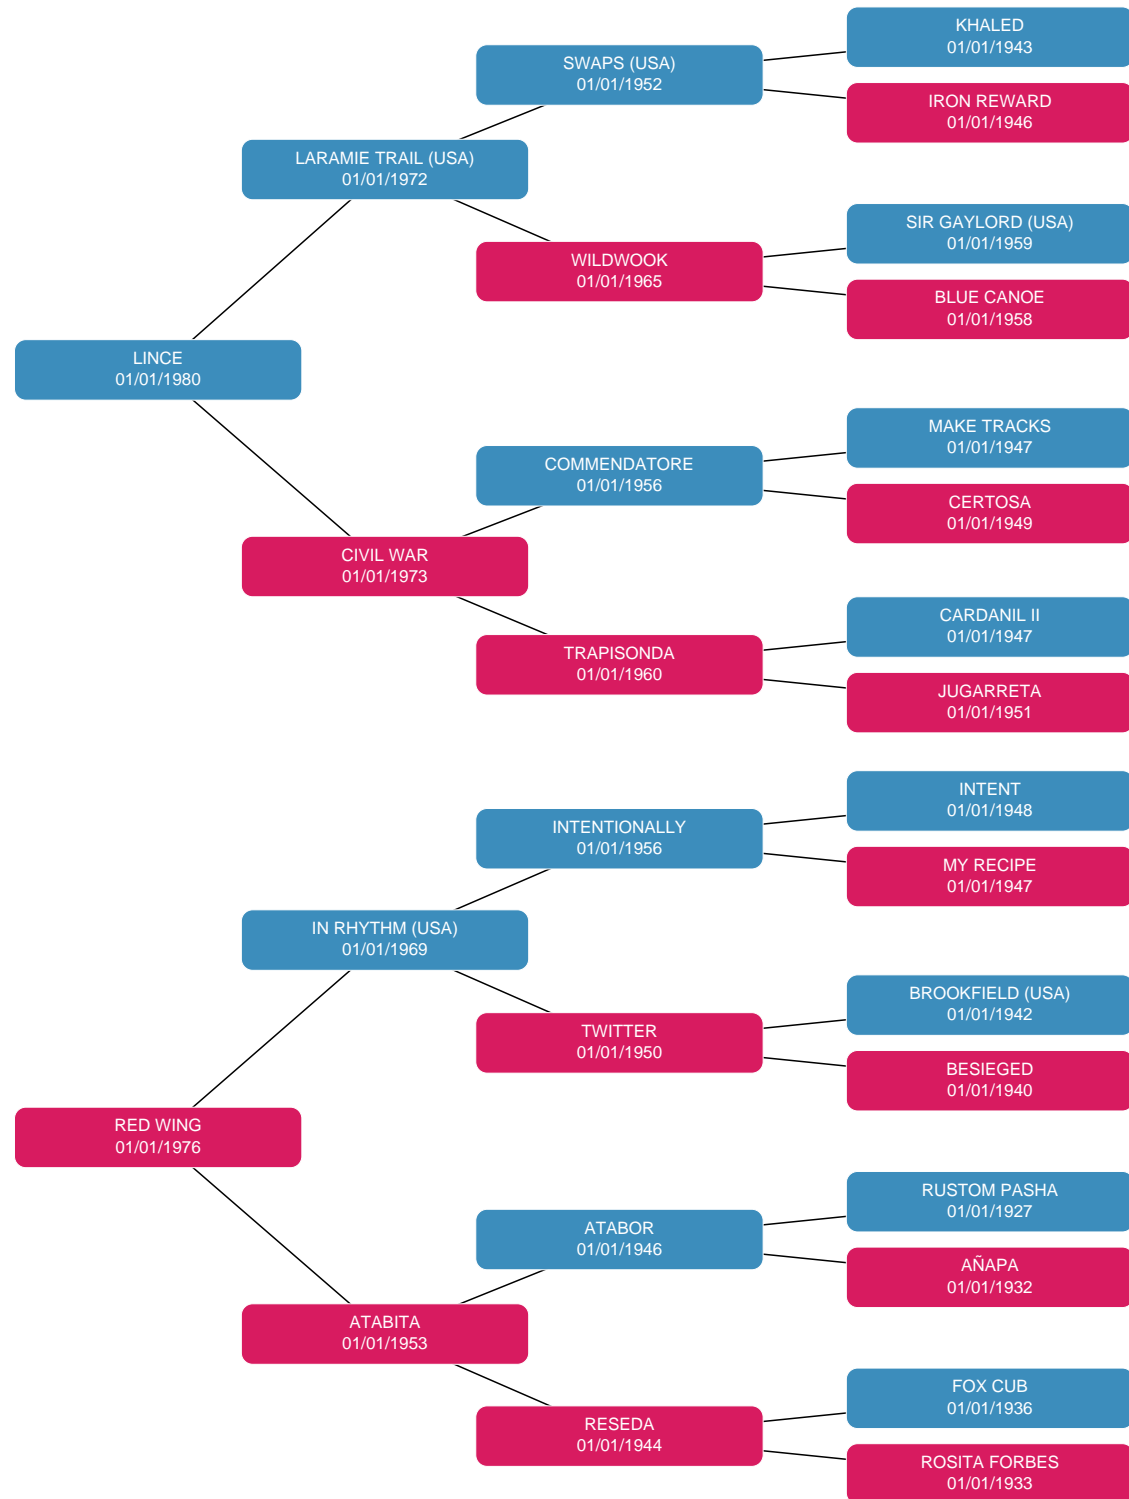 KHALED
01/01/1943
SWAPS (USA)
01/01/1952
IRON REWARD
01/01/1946
LARAMIE TRAIL (USA)
01/01/1972
SIR GAYLORD (USA)
01/01/1959
WILDWOOK
01/01/1965
BLUE CANOE
01/01/1958
LINCE
01/01/1980
MAKE TRACKS
01/01/1947
COMMENDATORE
01/01/1956
CERTOSA
01/01/1949
CIVIL WAR
01/01/1973
CARDANIL II
01/01/1947
TRAPISONDA
01/01/1960
JUGARRETA
01/01/1951
INTENT
01/01/1948
INTENTIONALLY
01/01/1956
MY RECIPE
01/01/1947
IN RHYTHM (USA)
01/01/1969
BROOKFIELD (USA)
01/01/1942
TWITTER
01/01/1950
BESIEGED
01/01/1940
RED WING
01/01/1976
RUSTOM PASHA
01/01/1927
ATABOR
01/01/1946
AÑAPA
01/01/1932
ATABITA
01/01/1953
FOX CUB
01/01/1936
RESEDA
01/01/1944
ROSITA FORBES
01/01/1933